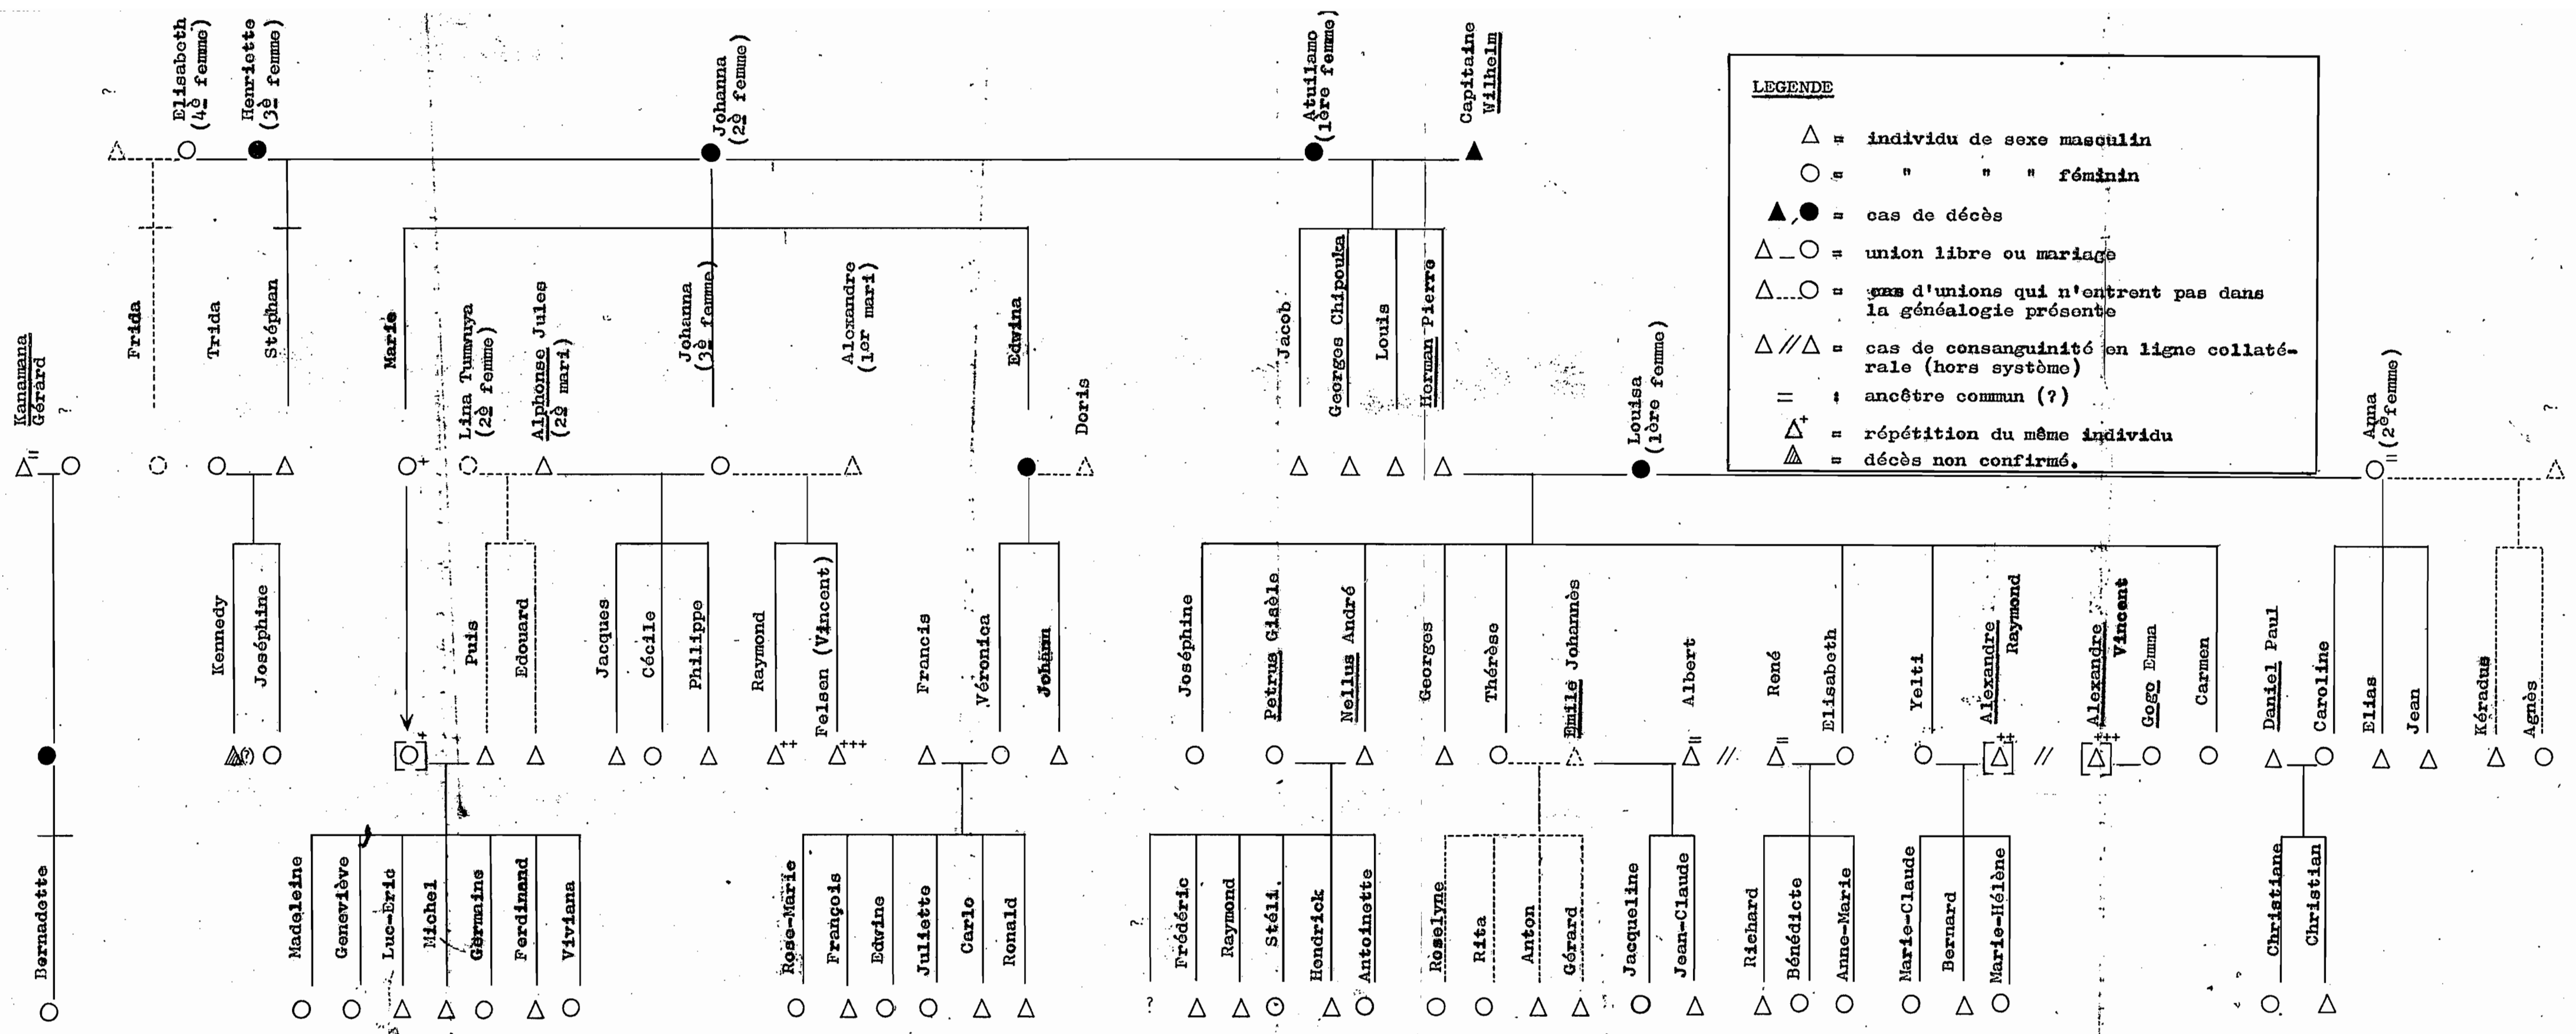 Elisabeth
(4è femme)
Henriette
(3è femme)
Johanna
(2è femme)
Atuilamo
(1ère femme)
Capitaine
Wilhelm
?
LEGENDE
△ = individu de sexe masculin
○ = " " " féminin
▲,● = cas de décès
△_○ = union libre ou mariage
△...○ = cas d'unions qui n'entrent pas dans
la généalogie présente
△//△ = cas de consanguinité en ligne collaté-
rale (hors système)
= : ancêtre commun (?)
△+ = répétition du même individu
= décès non confirmé.
Kanamana
Gérard
?
Frida
Trida
Stéphan
Marie
Lina Tumwuya
(2è femme)
Alphonse Jules
(2è mari)
Johanna
(3è femme)
Alexandre
(1er mari)
Edwina
Doris
Jacob
Georges Chipouka
Louis
Herman Pierre
Louisa
(1ère femme)
Anna
(2è femme)
?
=
+
=
Kennedy
Joséphine
Puis
Edouard
Jacques
Cécile
Philippe
Raymond
Felsen (Vincent)
Francis
Véronica
Johann
Joséphine
Petrus Gisèle
Nellus André
Georges
Thérèse
Emile Johannès
Albert
René
Elisabeth
Yelti
Alexandre
Raymond
Alexandre
Vincent
Gogo Emma
Carmen
Daniel Paul
Caroline
Elias
Jean
Kéradus
Agnès
(?)
+
++
+++
=
//
=
++
//
+++
Bernadette
Madeleine
Geneviève
Luc-Eric
Michel
Germaine
Ferdinand
Viviana
Rose-Marie
François
Edwine
Juliette
Carlo
Ronald
?
Frédéric
Raymond
Stéli.
Hendrick
Antoinette
Roselyne
Rita
Anton
Gérard
Jacqueline
Jean-Claude
Richard
Bénédicte
Anne-Marie
Marie-Claude
Bernard
Marie-Hélène
Christiane
Christian
?